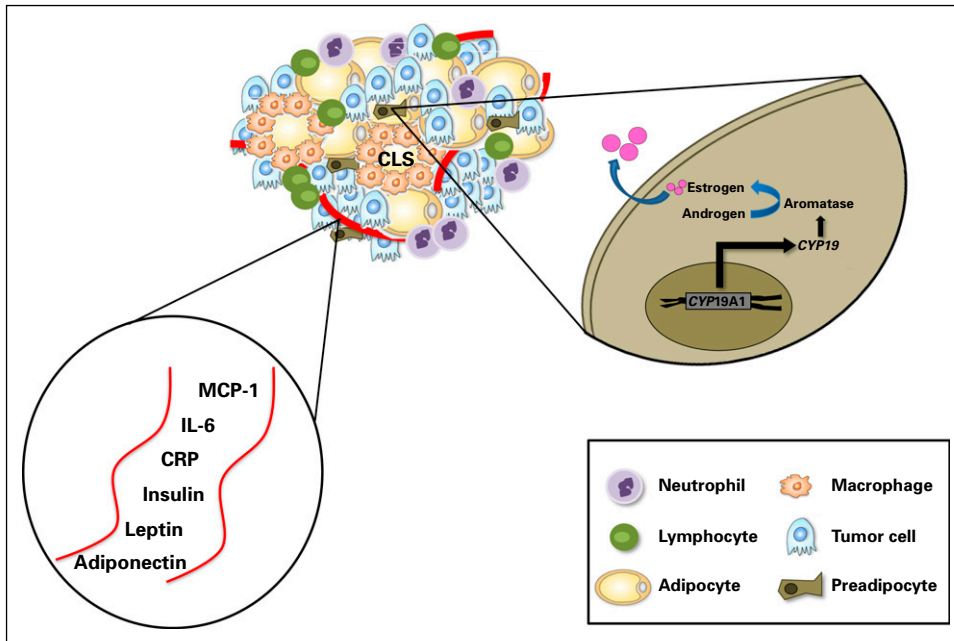 CLS
Estrogen
Androgen
Aromatase
CYP19
CYP19A1
MCP-1
IL-6
CRP
Insulin
Leptin
Adiponectin
Neutrophil
Macrophage
Lymphocyte
Tumor cell
Adipocyte
Preadipocyte